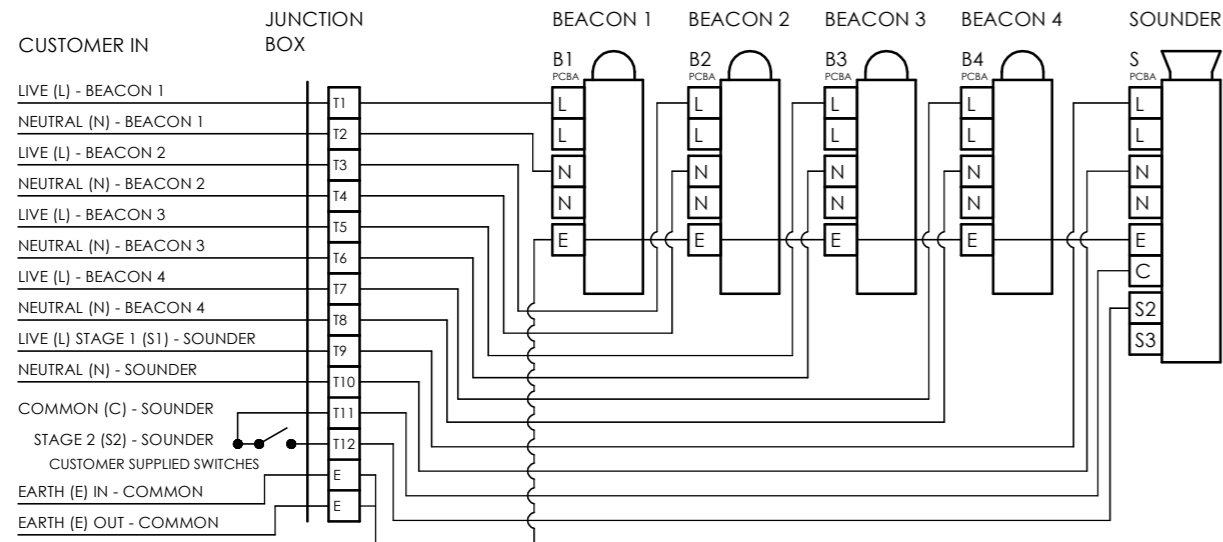 JUNCTION
BOX
BEACON 1
BEACON 2
BEACON 3
BEACON 4
SOUNDER
CUSTOMER IN
B1
PCBA
B2
PCBA
B3
PCBA
B4
PCBA
S
PCBA
LIVE (L) - BEACON 1
NEUTRAL (N) - BEACON 1
LIVE (L) - BEACON 2
NEUTRAL (N) - BEACON 2
LIVE (L) - BEACON 3
NEUTRAL (N) - BEACON 3
LIVE (L) - BEACON 4
NEUTRAL (N) - BEACON 4
LIVE (L) STAGE 1 (S1) - SOUNDER
NEUTRAL (N) - SOUNDER
COMMON (C) - SOUNDER
STAGE 2 (S2) - SOUNDER
CUSTOMER SUPPLIED SWITCHES
EARTH (E) IN - COMMON
EARTH (E) OUT - COMMON
T1
T2
T3
T4
T5
T6
T7
T8
T9
T10
T11
T12
E
E
L
L
N
N
E
L
L
N
N
E
L
L
N
N
E
L
L
N
N
E
L
L
N
N
E
C
S2
S3